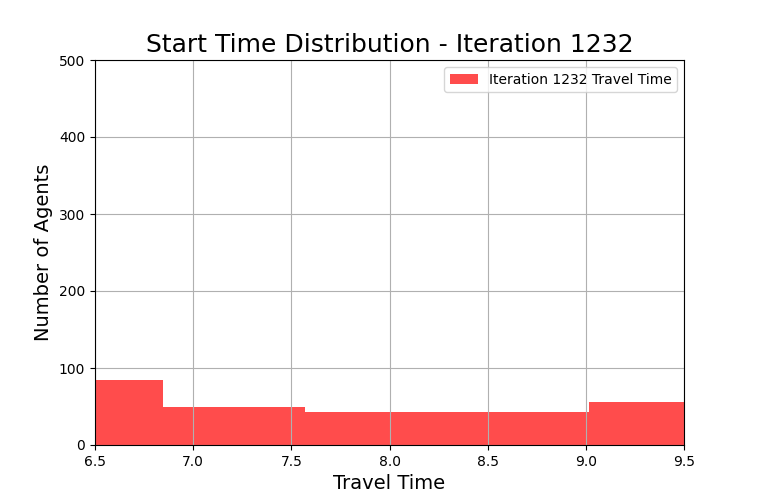 Start Time Distribution - Iteration 1232
Iteration 1232 Travel Time
Number of Agents
500
400
300
200
100
0
6.5 7.0 7.5 8.0 8.5 9.0 9.5
Travel Time